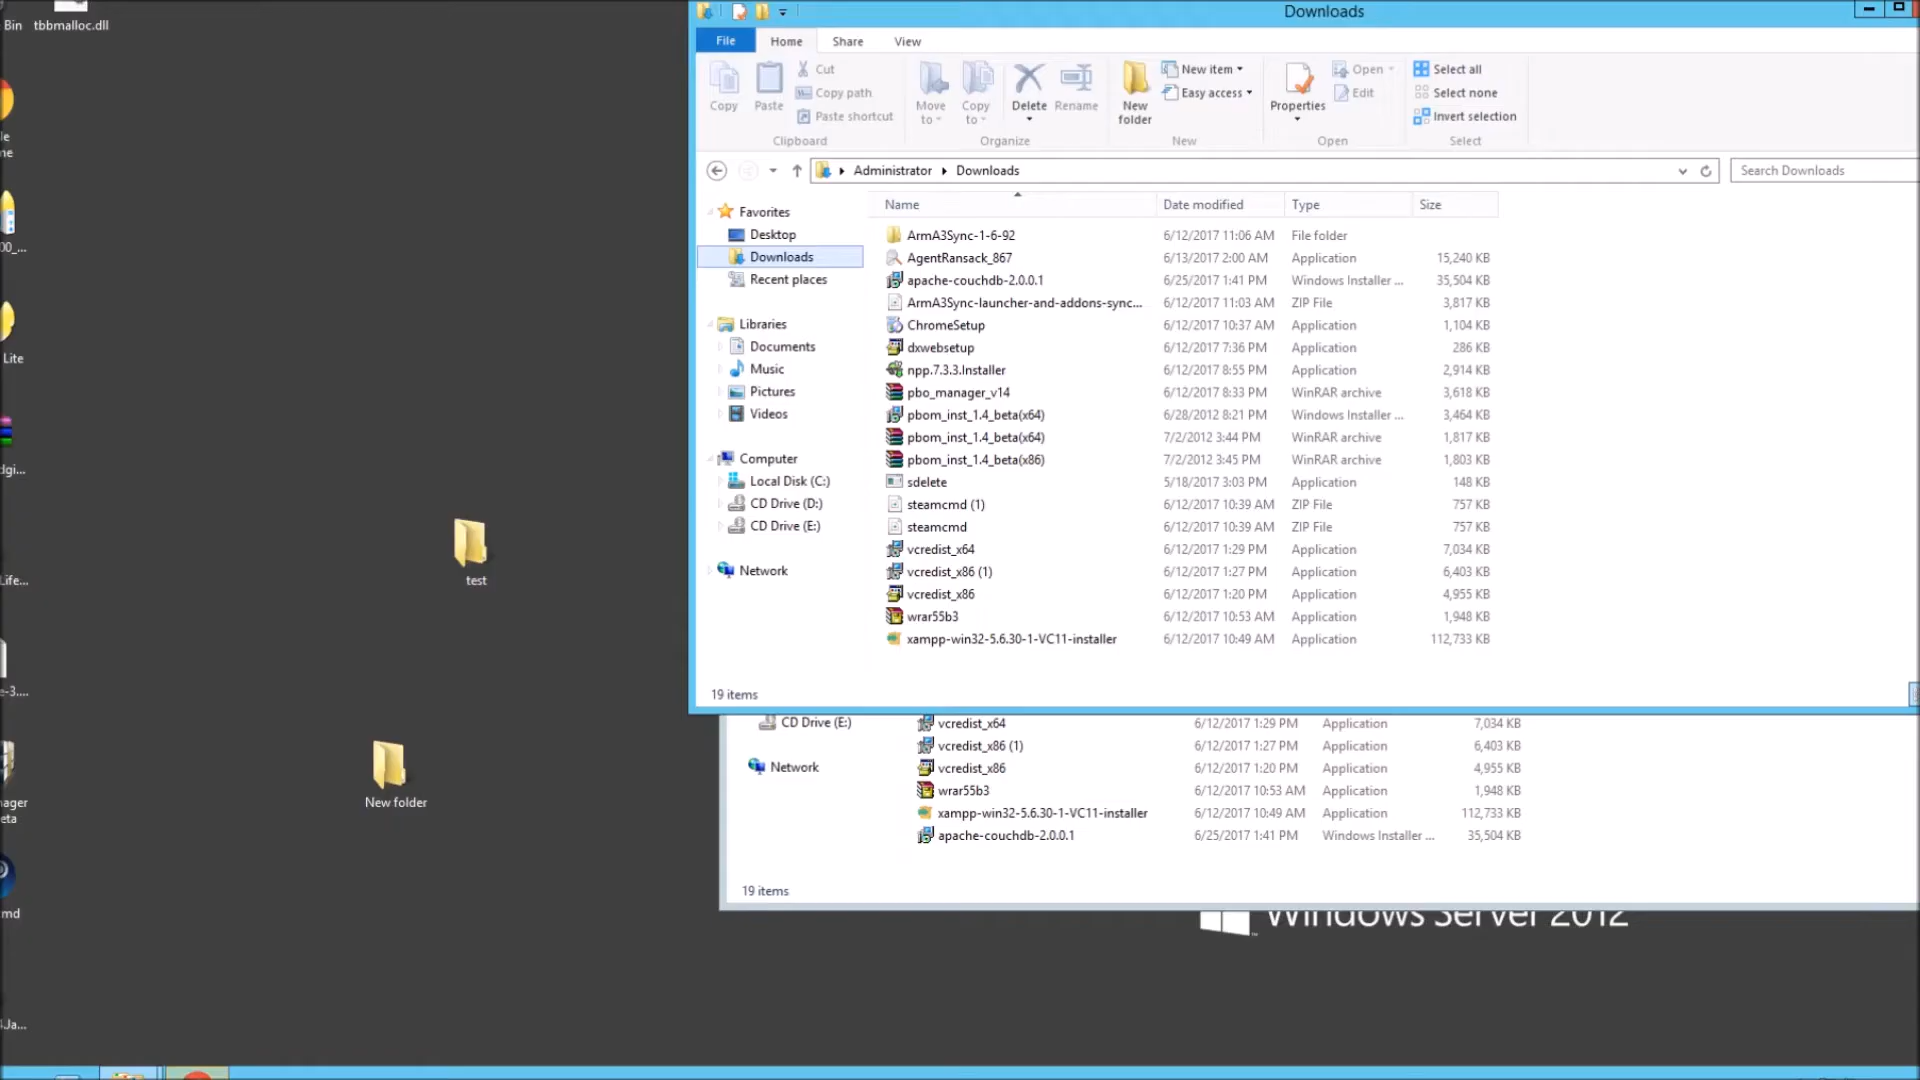 Bin tbbmalloc.dll
Downloads
File Home Share View
Copy Paste Cut Copy path Paste shortcut
Clipboard
Move to Copy to Delete Rename
Organize
New folder New item Easy access
New
Properties Open Edit
Open
Select all Select none Invert selection
Select
Administrator Downloads
Search Downloads
Favorites
Desktop
Downloads
Recent places
Libraries
Documents
Music
Pictures
Videos
Computer
Local Disk (C:)
CD Drive (D:)
CD Drive (E:)
Network
Name Date modified Type Size
ArmA3Sync-1-6-92 6/12/2017 11:06 AM File folder
AgentRansack_867 6/13/2017 2:00 AM Application 15,240 KB
apache-couchdb-2.0.0.1 6/25/2017 1:41 PM Windows Installer ... 35,504 KB
ArmA3Sync-launcher-and-addons-sync... 6/12/2017 11:03 AM ZIP File 3,817 KB
ChromeSetup 6/12/2017 10:37 AM Application 1,104 KB
dxwebsetup 6/12/2017 7:36 PM Application 286 KB
npp.7.3.3.Installer 6/12/2017 8:55 PM Application 2,914 KB
pbo_manager_v14 6/12/2017 8:33 PM WinRAR archive 3,618 KB
pbom_inst_1.4_beta(x64) 6/28/2012 8:21 PM Windows Installer ... 3,464 KB
pbom_inst_1.4_beta(x64) 7/2/2012 3:44 PM WinRAR archive 1,817 KB
pbom_inst_1.4_beta(x86) 7/2/2012 3:45 PM WinRAR archive 1,803 KB
sdelete 5/18/2017 3:03 PM Application 148 KB
steamcmd (1) 6/12/2017 10:39 AM ZIP File 757 KB
steamcmd 6/12/2017 10:39 AM ZIP File 757 KB
vcredist_x64 6/12/2017 1:29 PM Application 7,034 KB
vcredist_x86 (1) 6/12/2017 1:27 PM Application 6,403 KB
vcredist_x86 6/12/2017 1:20 PM Application 4,955 KB
wrar55b3 6/12/2017 10:53 AM Application 1,948 KB
xampp-win32-5.6.30-1-VC11-installer 6/12/2017 10:49 AM Application 112,733 KB
19 items
CD Drive (E:)
Network
vcredist_x64 6/12/2017 1:29 PM Application 7,034 KB
vcredist_x86 (1) 6/12/2017 1:27 PM Application 6,403 KB
vcredist_x86 6/12/2017 1:20 PM Application 4,955 KB
wrar55b3 6/12/2017 10:53 AM Application 1,948 KB
xampp-win32-5.6.30-1-VC11-installer 6/12/2017 10:49 AM Application 112,733 KB
apache-couchdb-2.0.0.1 6/25/2017 1:41 PM Windows Installer ... 35,504 KB
19 items
Windows Server 2012
test
New folder
Lite
Life...